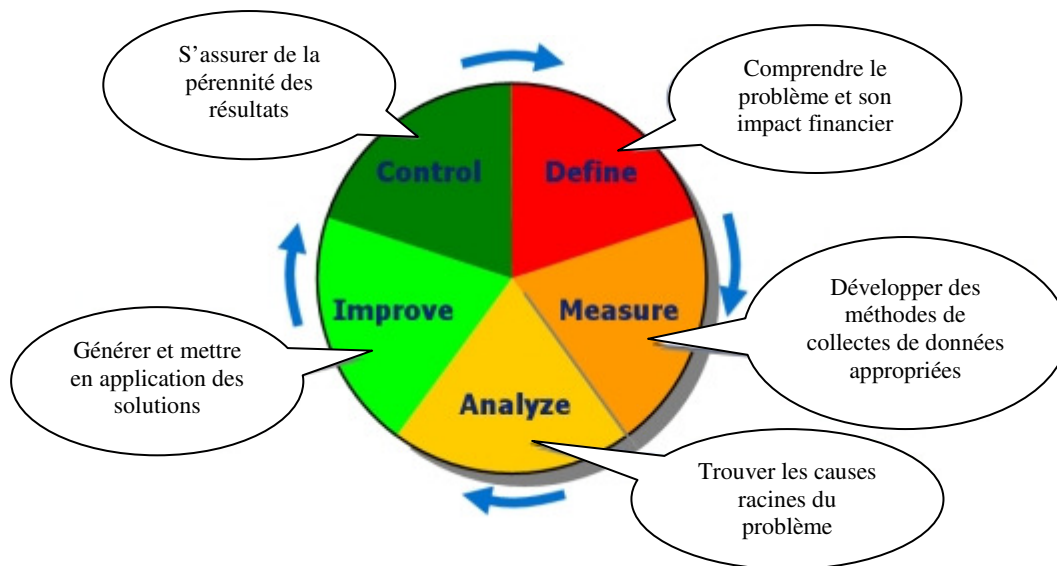 S’assurer de la
pérennité des
résultats
Comprendre le
problème et son
impact financier
Control
Define
Développer des
méthodes de
collectes de données
appropriées
Improve
Measure
Générer et mettre
en application des
solutions
Analyze
Trouver les causes
racines du
problème